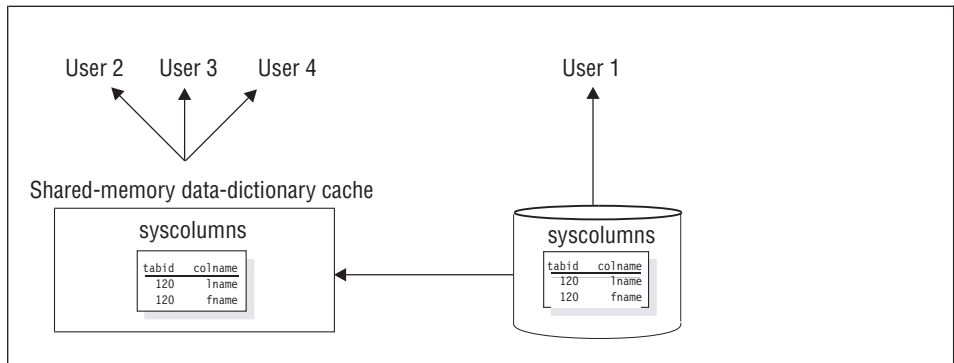 User 2 User 3 User 4
User 1
Shared-memory data-dictionary cache
syscolumns
tabid colname
120 lname
120 fname
syscolumns
tabid colname
120 lname
120 fname